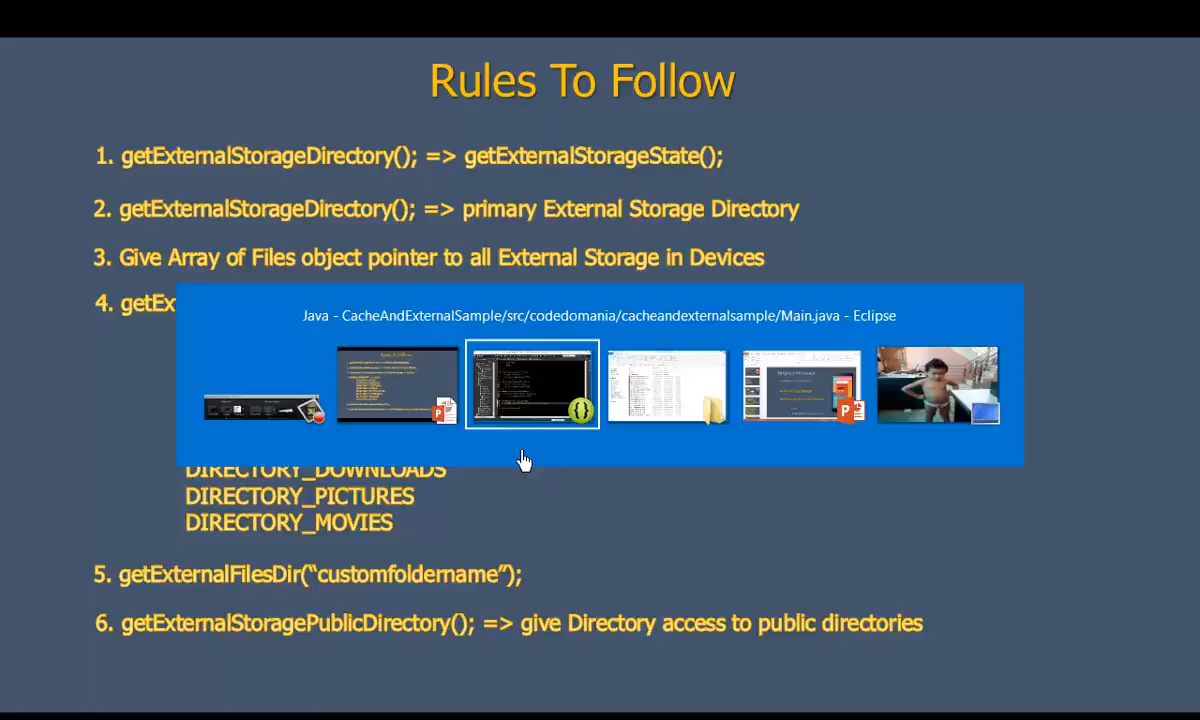 Rules To Follow
1. getExternalStorageDirectory(); => getExternalStorageState();
2. getExternalStorageDirectory(); => primary External Storage Directory
3. Give Array of Files object pointer to all External Storage in Devices
4. getEx
Java - CacheAndExternalSample/src/codedomania/cacheandexternalsample/Main.java - Eclipse
DIRECTORY_DOWNLOADS
DIRECTORY_PICTURES
DIRECTORY_MOVIES
5. getExternalFilesDir(“customfoldername”);
6. getExternalStoragePublicDirectory(); => give Directory access to public directories